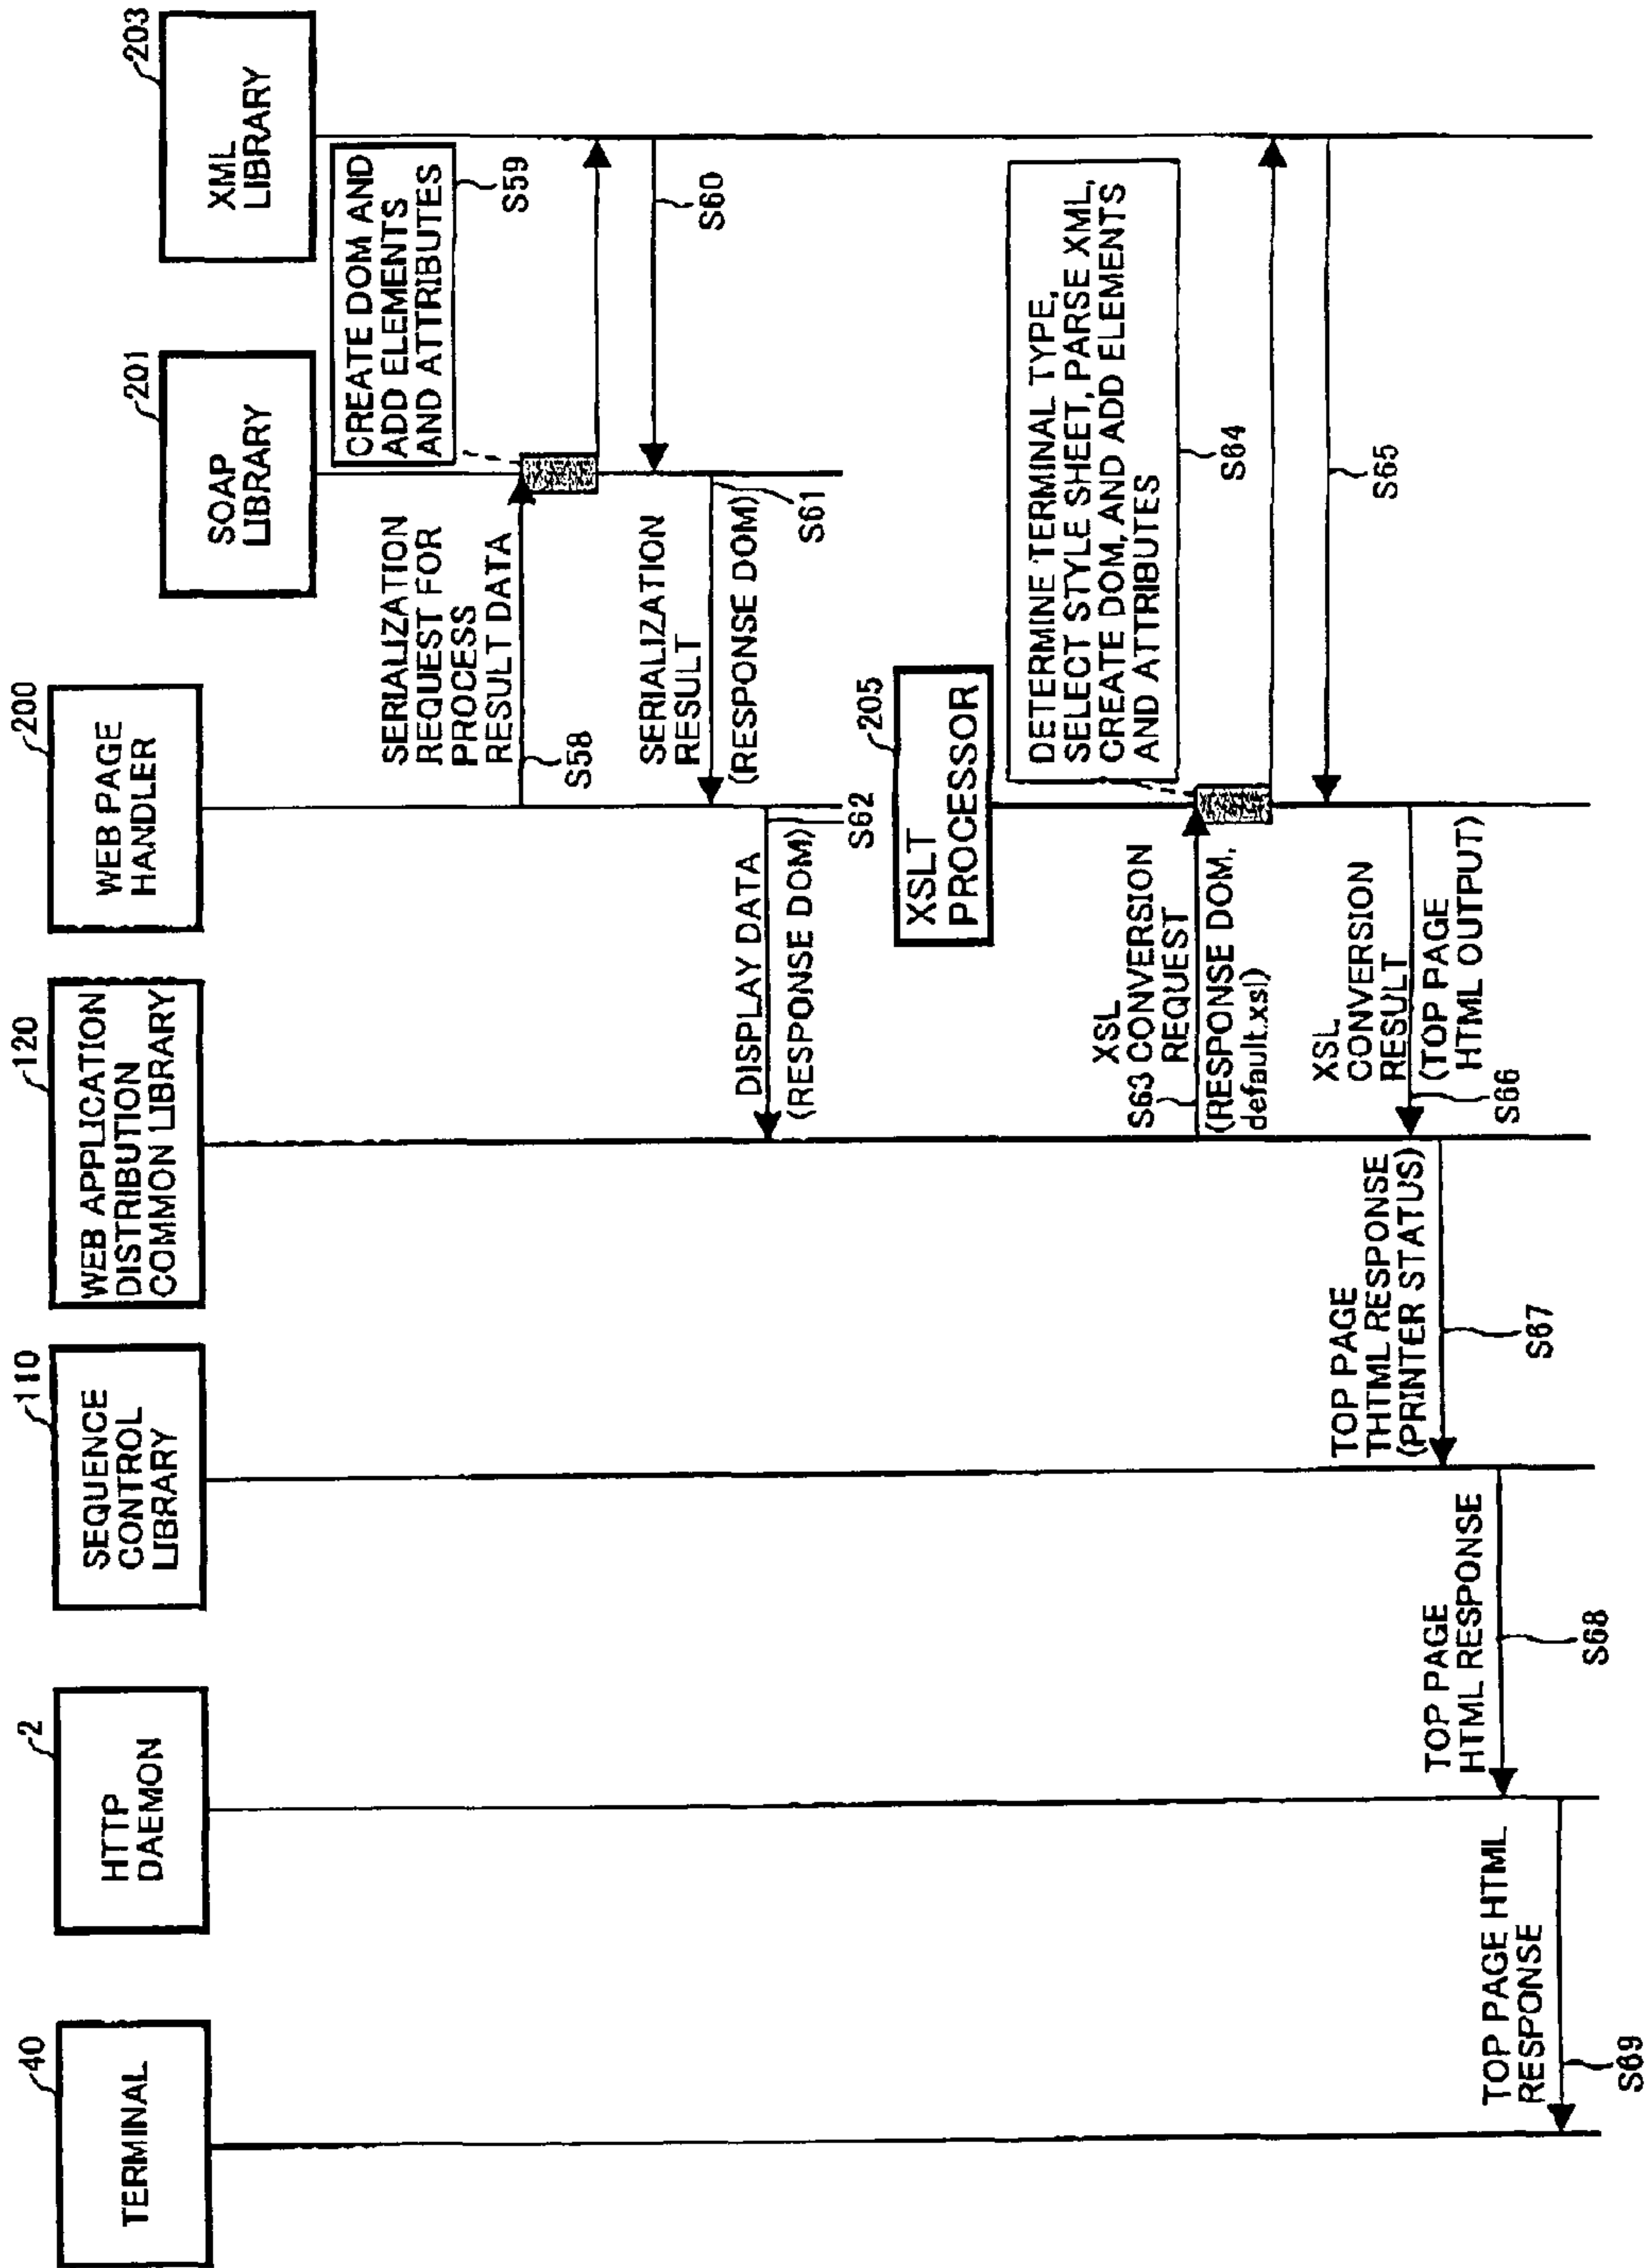 40
TERMINAL
2
HTTP
DAEMON
110
SEQUENCE
CONTROL
LIBRARY
120
WEB APPLICATION
DISTRIBUTION
COMMON LIBRARY
200
WEB PAGE
HANDLER
201
SOAP
LIBRARY
203
XML
LIBRARY
CREATE DOM AND
ADD ELEMENTS
AND ATTRIBUTES
S59
SERIALIZATION
REQUEST FOR
PROCESS
RESULT DATA
S58
S60
SERIALIZATION
RESULT
(RESPONSE DOM)
S61
DISPLAY DATA
(RESPONSE DOM)
S62
XSLT
PROCESSOR
205
DETERMINE TERMINAL TYPE,
SELECT STYLE SHEET, PARSE XML,
CREATE DOM, AND ADD ELEMENTS
AND ATTRIBUTES
S64
XSL
S63 CONVERSION
REQUEST
(RESPONSE DOM,
default.xsl)
S65
XSL
CONVERSION
RESULT
(TOP PAGE
HTML OUTPUT)
S66
TOP PAGE
THTML RESPONSE
(PRINTER STATUS)
S67
TOP PAGE
HTML RESPONSE
S68
TOP PAGE HTML
RESPONSE
S69